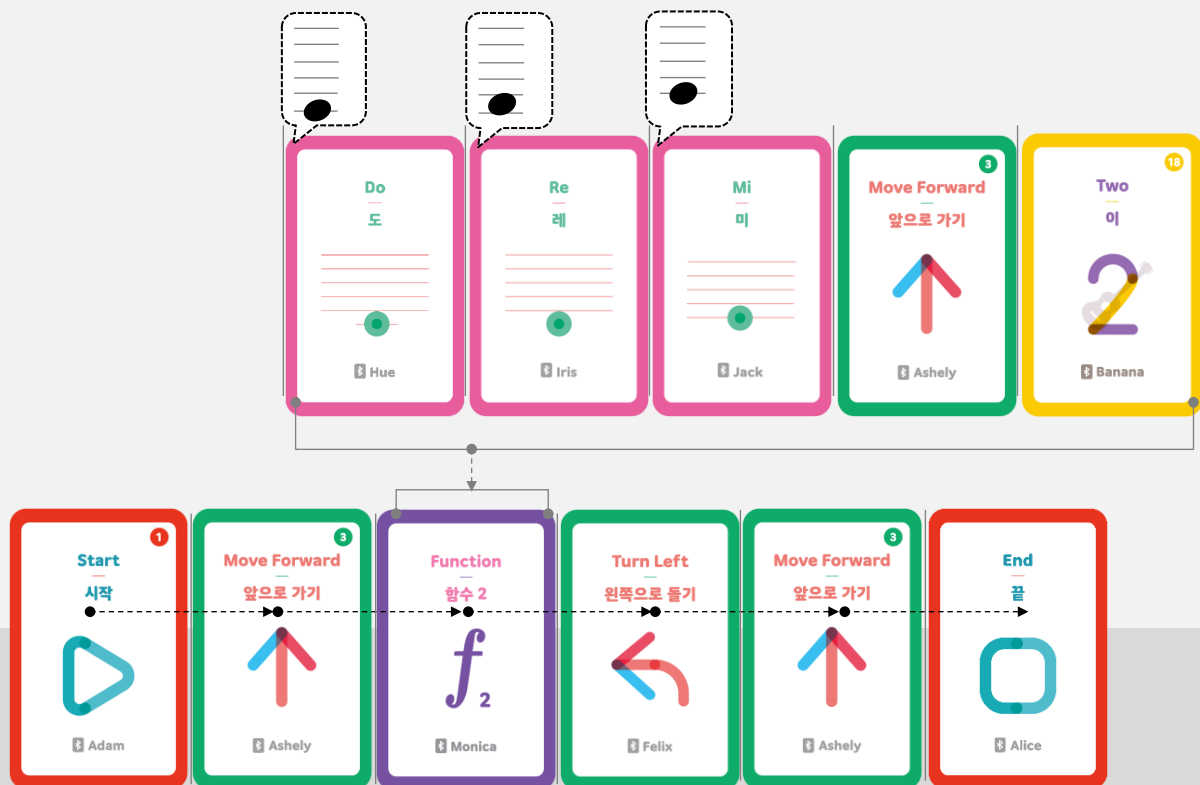 Do
도
Hue
Re
레
Iris
Mi
미
Jack
3
Move Forward
앞으로 가기
Ashely
18
Two
이
2
Banana
1
Start
시작
Adam
3
Move Forward
앞으로 가기
Ashely
Function
함수 2
f 2
Monica
Turn Left
왼쪽으로 돌기
Felix
3
Move Forward
앞으로 가기
Ashely
End
끝
Alice